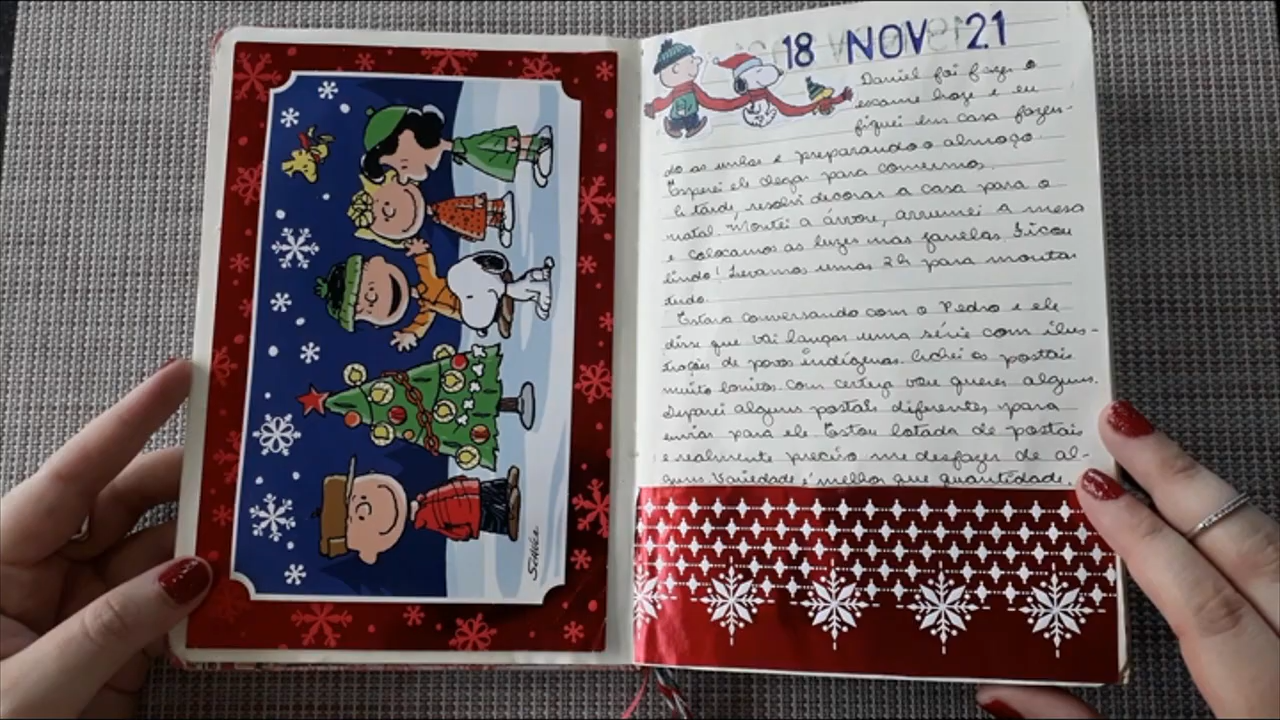 Schulz
18 NOV 21
Daniel foi fazer o
exame hoje e eu
fiquei em casa fazen-
do as unhas e preparando o almoço.
Esperei ele chegar para comermos.
À tarde, resolvi decorar a casa para o
natal. Montei a árvore, arrumei a mesa
e colocamos as luzes nas janelas. Ficou
lindo! Levamos umas 2h para montar
tudo.
Estava conversando com o Pedro e ele
disse que vai lançar uma série com ilus-
trações de povos indígenas. Achei os postais
muito bonitos. Com certeza vou querer alguns.
Separei alguns postais diferentes para
enviar para ele. Estou lotada de postais
e realmente preciso me desfazer de al-
guns. Variedade é melhor que quantidade.